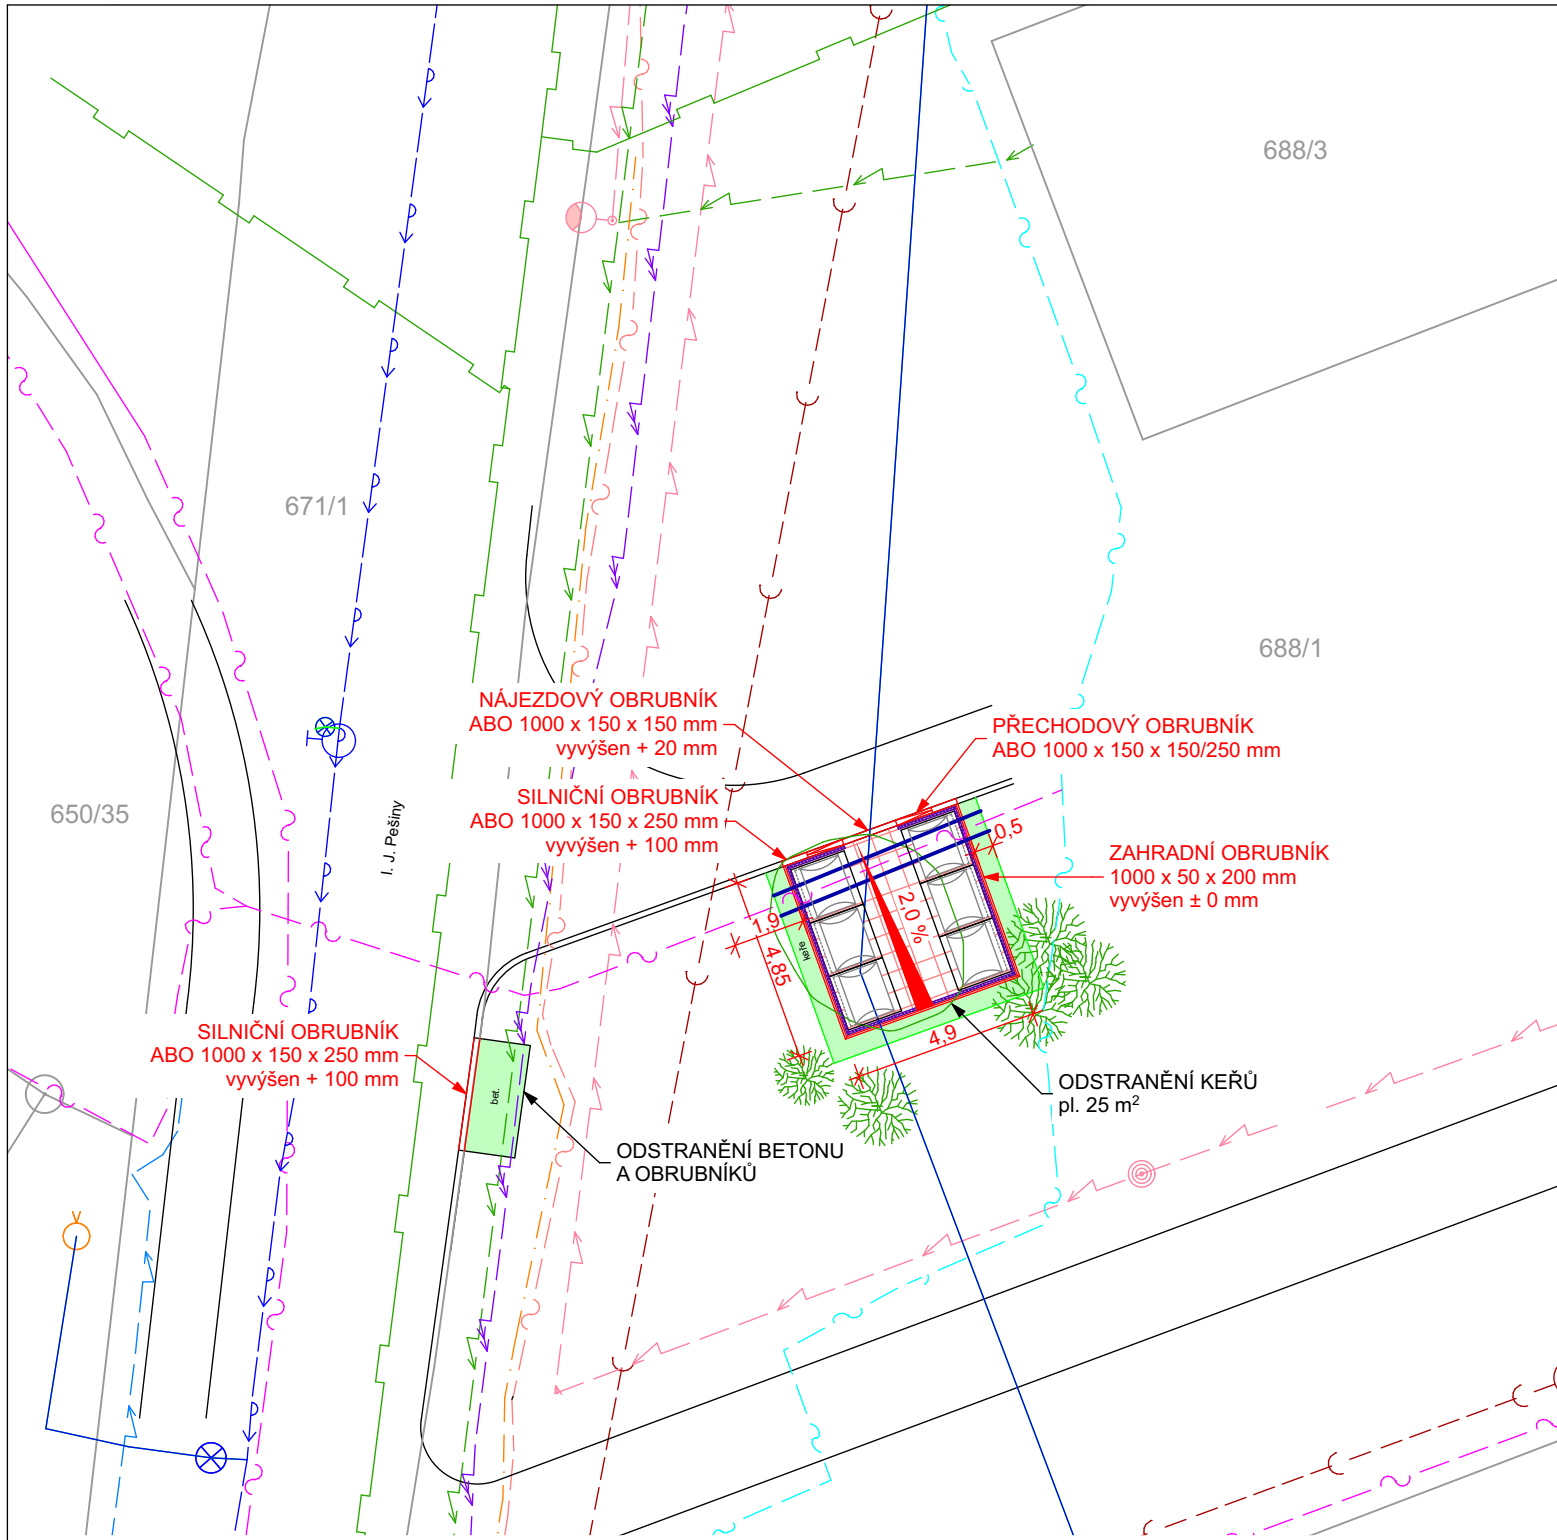 688/3
671/1
688/1
NÁJEZDOVÝ OBRUBNÍK
ABO 1000 x 150 x 150 mm
vyvýšen + 20 mm
PŘECHODOVÝ OBRUBNÍK
ABO 1000 x 150 x 150/250 mm
SILNIČNÍ OBRUBNÍK
ABO 1000 x 150 x 250 mm
vyvýšen + 100 mm
650/35
I. J. Pešiny
0,5
ZAHRADNÍ OBRUBNÍK
1000 x 50 x 200 mm
vyvýšen ± 0 mm
2,0 %
1,9
keře
4,85
4,9
SILNIČNÍ OBRUBNÍK
ABO 1000 x 150 x 250 mm
vyvýšen + 100 mm
bet.
ODSTRANĚNÍ KEŘŮ
pl. 25 m²
ODSTRANĚNÍ BETONU
A OBRUBNÍKŮ